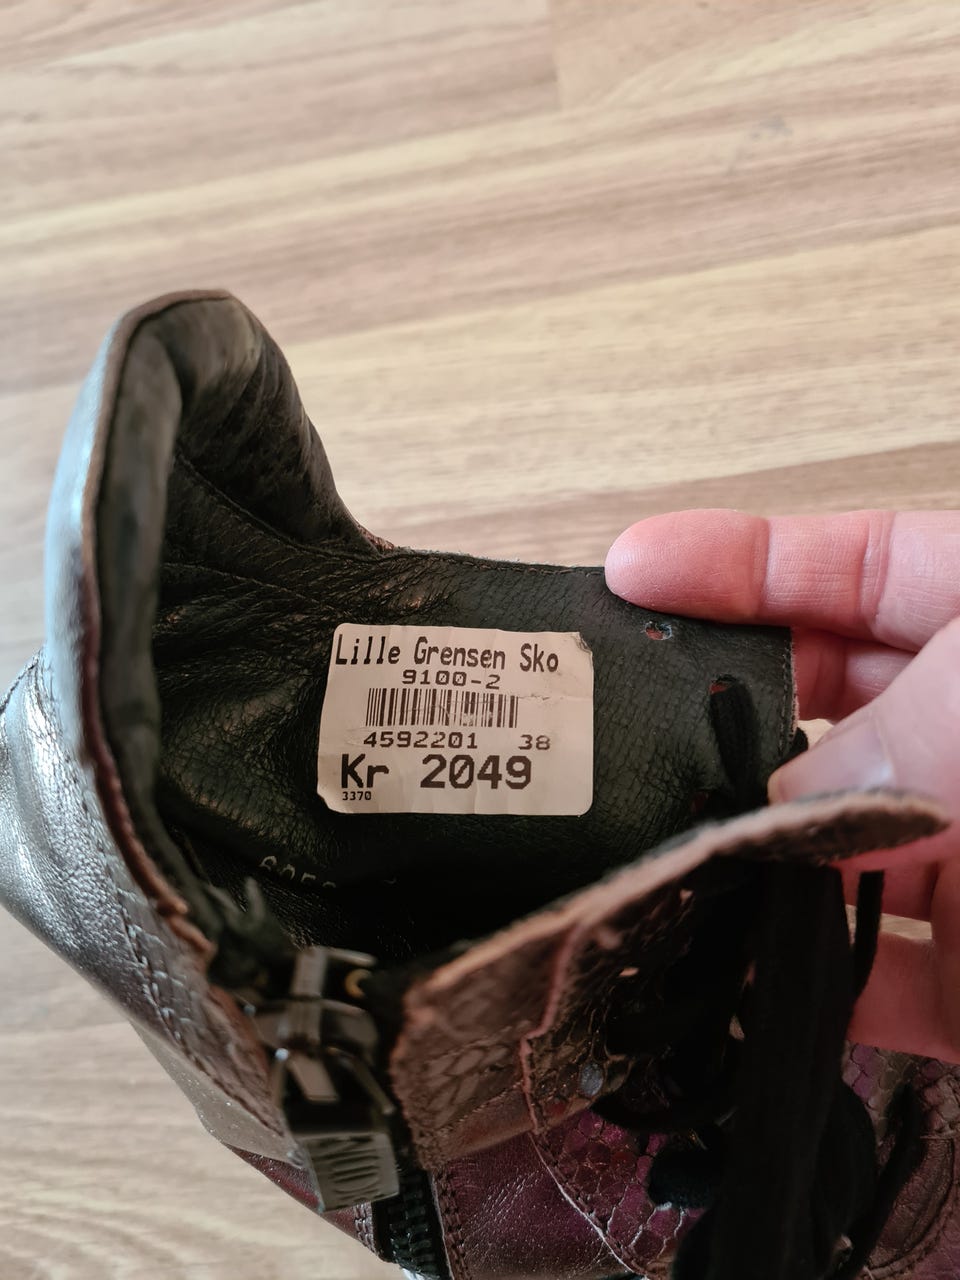 Lille Grensen Sko
9100-2
4592201 38
Kr 2049
3370